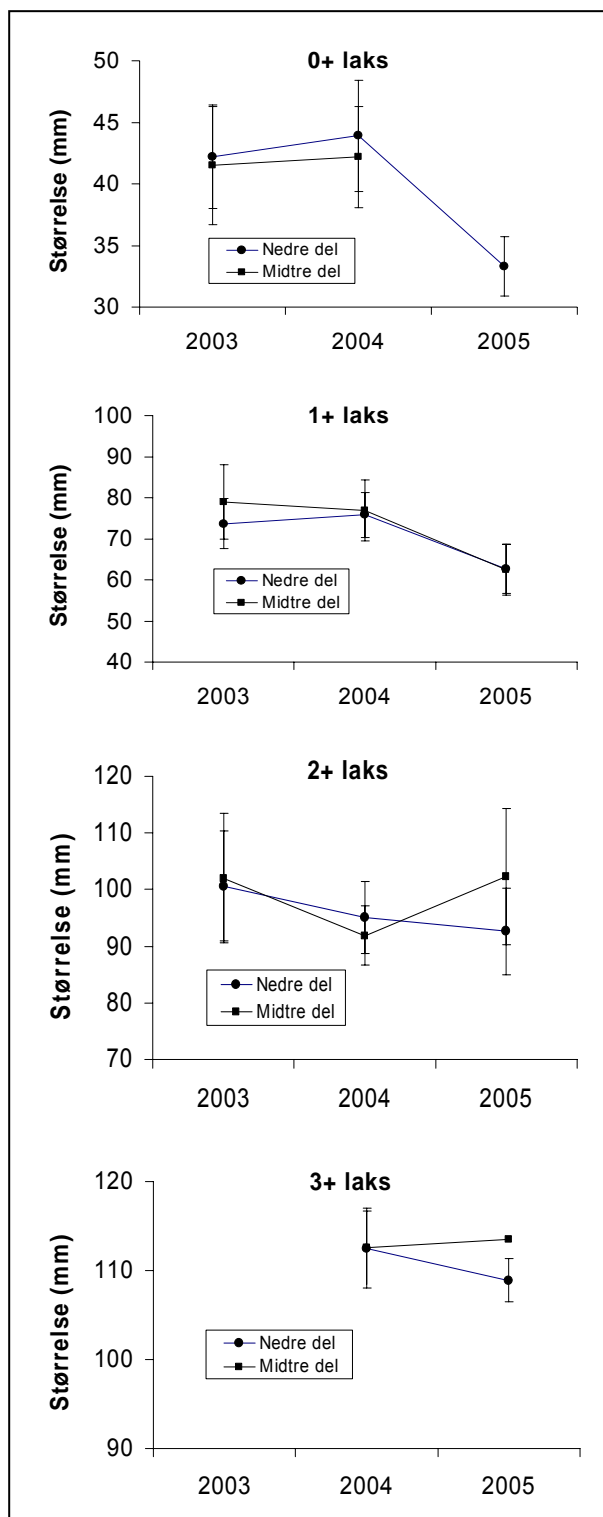 0+ laks
Størrelse (mm)
50
45
40
35
30
Nedre del
Midtre del
2003 2004 2005
1+ laks
Størrelse (mm)
100
90
80
70
60
50
40
Nedre del
Midtre del
2003 2004 2005
2+ laks
Størrelse (mm)
120
110
100
90
80
70
Nedre del
Midtre del
2003 2004 2005
3+ laks
Størrelse (mm)
120
110
100
90
Nedre del
Midtre del
2003 2004 2005